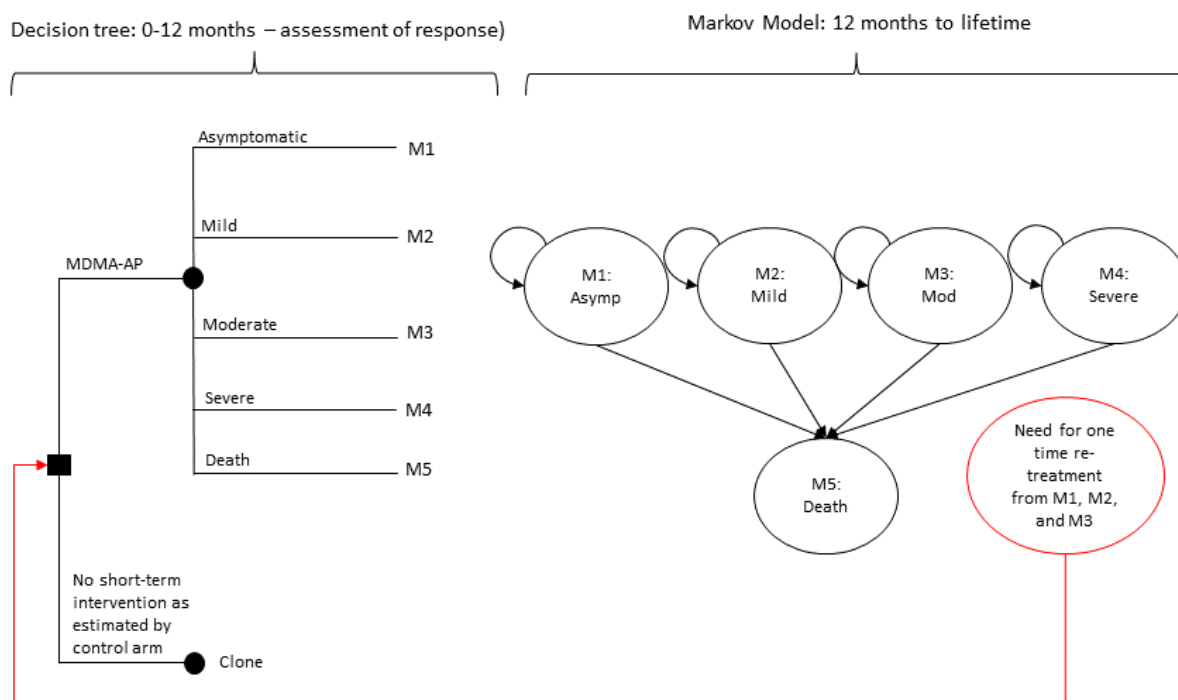 Decision tree: 0-12 months – assessment of response)
Markov Model: 12 months to lifetime
Asymptomatic
M1
Mild
M2
MDMA-AP
Moderate
M3
Severe
M4
Death
M5
No short-term
intervention as
estimated by
control arm
Clone
M1:
Asymp
M2:
Mild
M3:
Mod
M4:
Severe
M5:
Death
Need for one
time re-
treatment
from M1, M2,
and M3